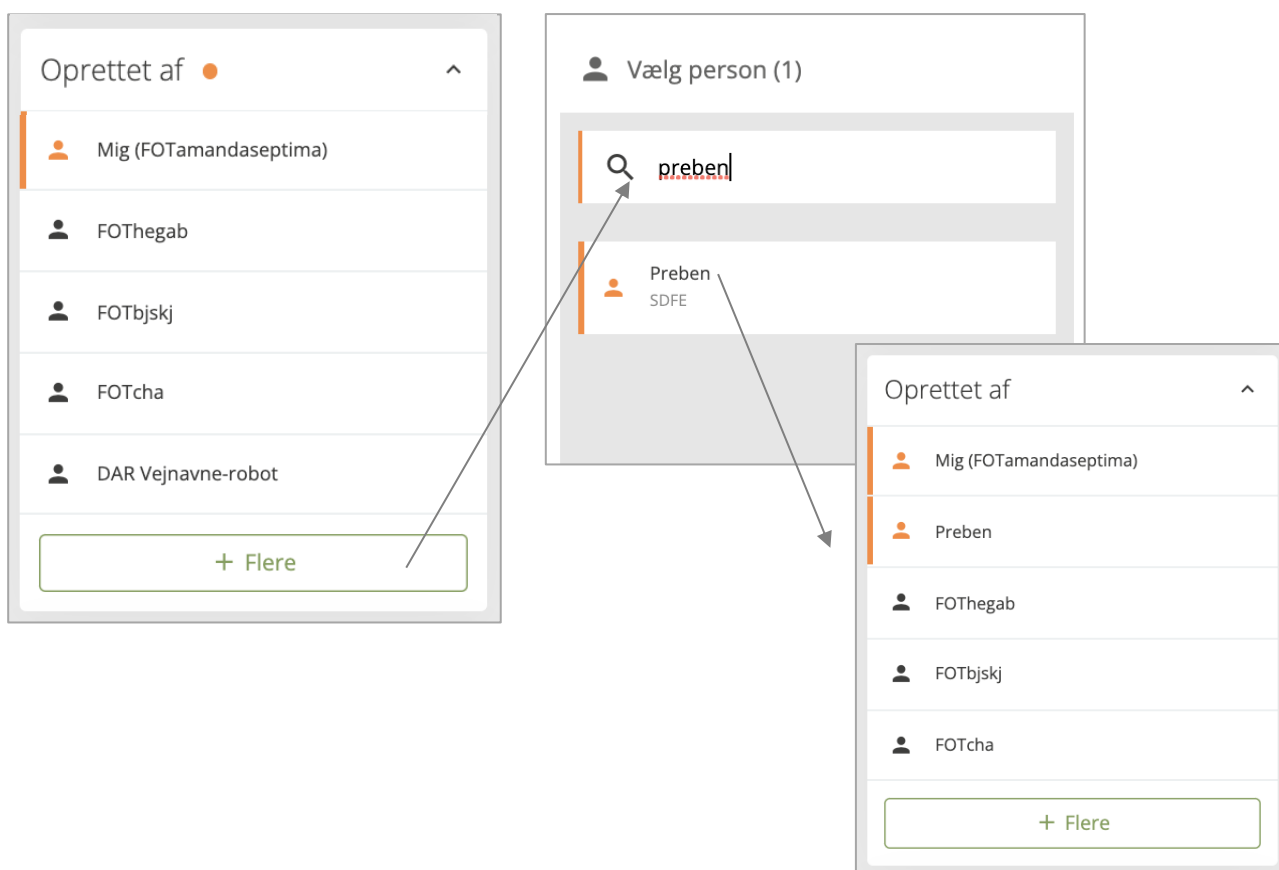 Oprettet af
Mig (FOTamandaseptima)
FOThegab
FOTbjskj
FOTcha
DAR Vejnavne-robot
+ Flere
Vælg person (1)
preben
Preben
SDFE
Oprettet af
Mig (FOTamandaseptima)
Preben
FOThegab
FOTbjskj
FOTcha
+ Flere